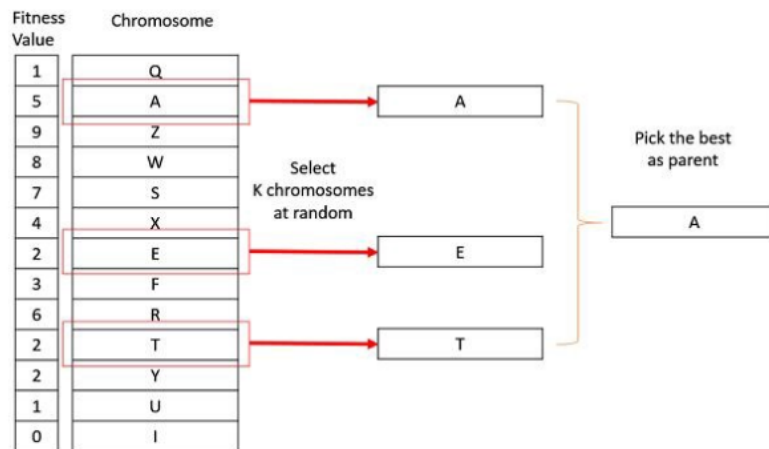 Fitness
Value
Chromosome
1 Q
5 A
9 Z
8 W
7 S
4 X
2 E
3 F
6 R
2 T
2 Y
1 U
0 I
Select
K chromosomes
at random
A
E
T
Pick the best
as parent
A